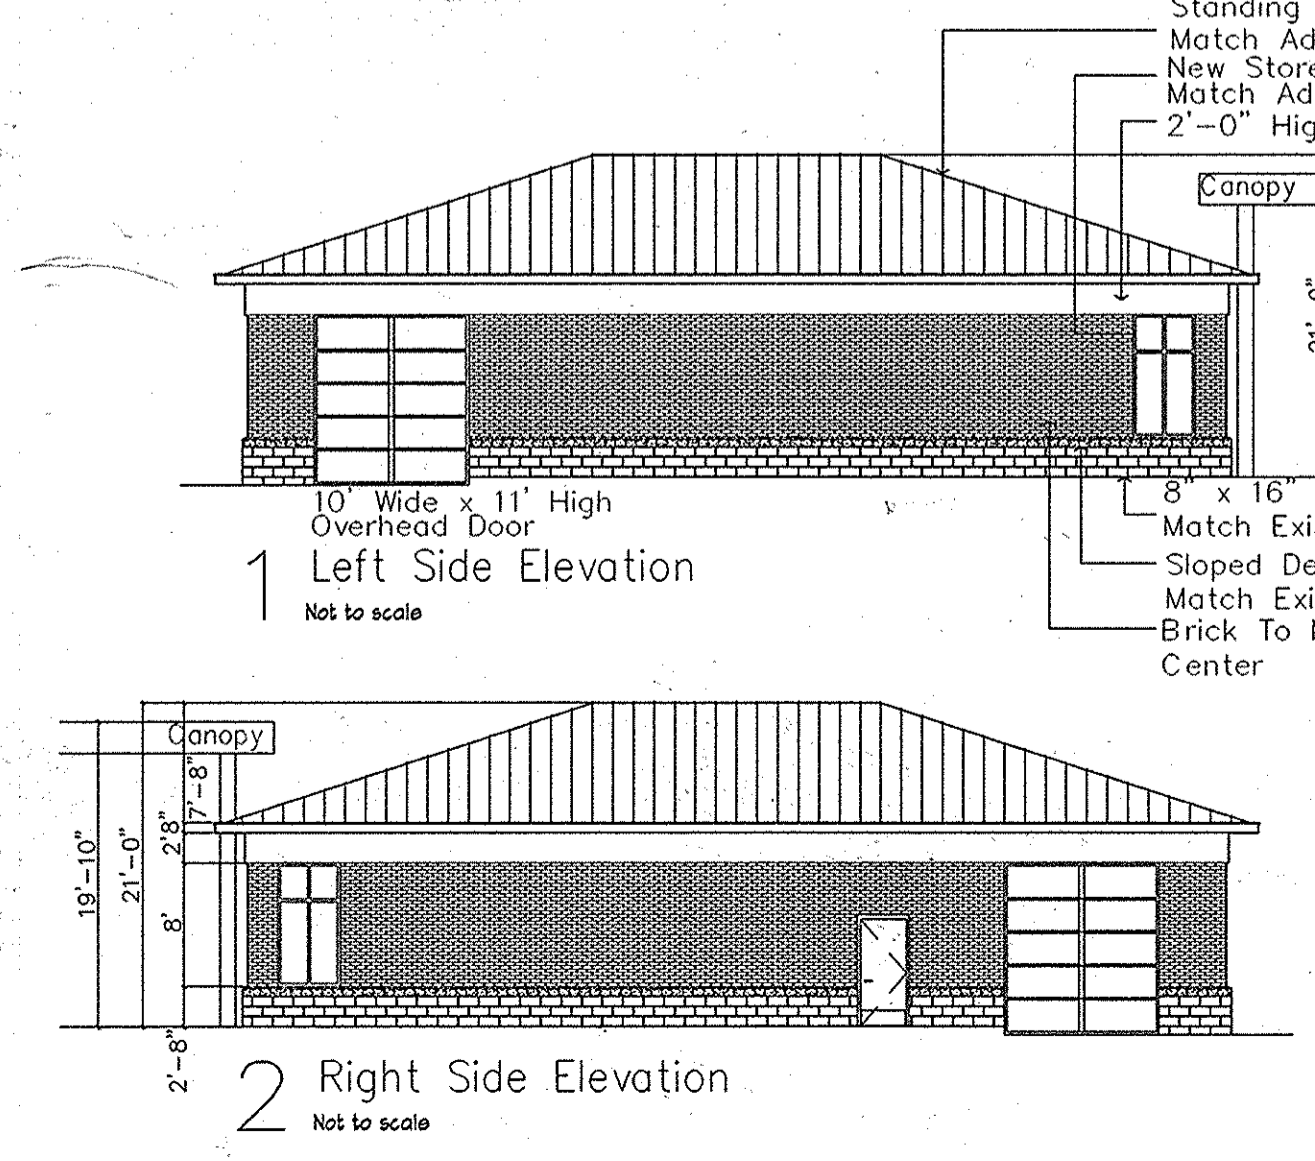 Standing
Match Ad
New Store
Match Ad
2'-0" Hig
Canopy
21'-0"
10' Wide x 11' High
Overhead Door
8" x 16"
Match Exi
Sloped De
Match Exi
Brick To
Center
1 Left Side Elevation
Not to scale
Canopy
7'-8"
2'8"
19'-10"
21'-0"
8'
2'-8"
2 Right Side Elevation
Not to scale